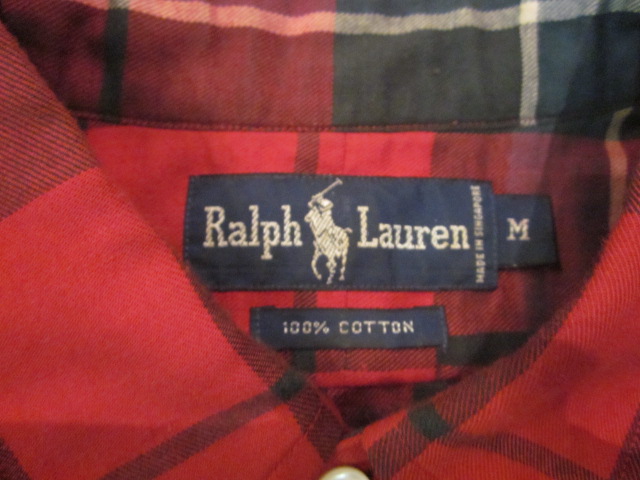 Ralph Lauren
MADE IN SINGAPORE
M
100% COTTON